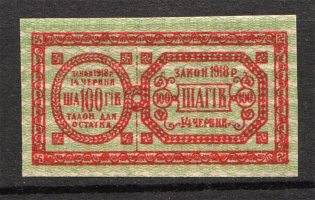 ЗАКОН 1918 р.
14 ЧЕРВНЯ
ША 100 ГІВ
ТАЛОН ДЛЯ
ОСТАТКА
ЗАКОН 1918 р.
100 ШАГІВ 100
14 ЧЕРВНЯ